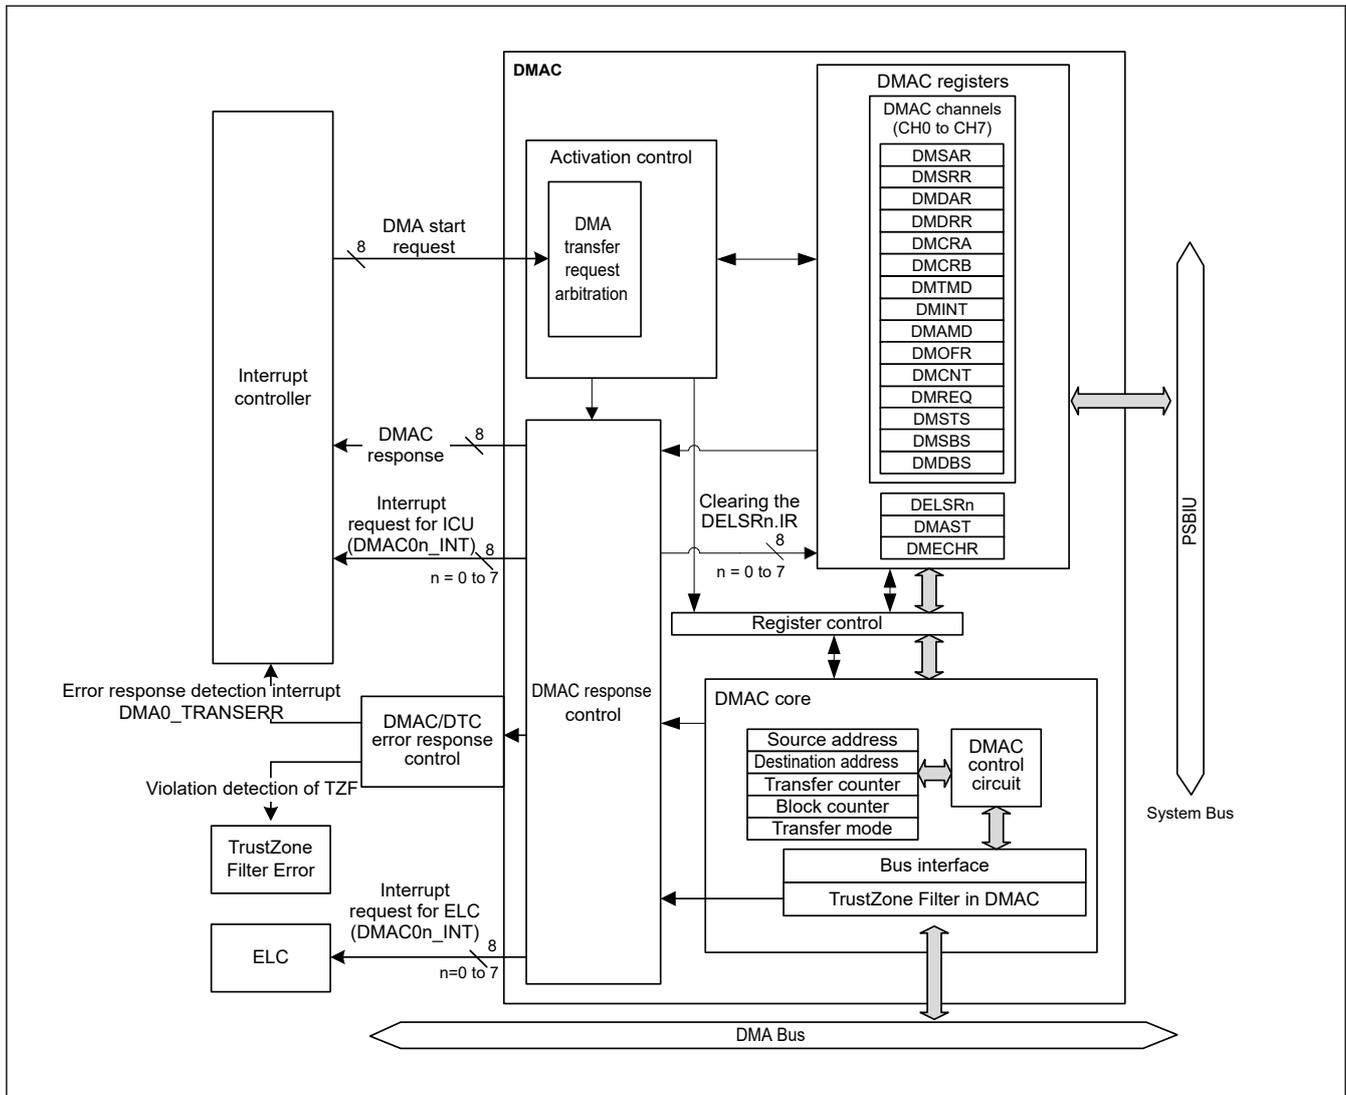 DMAC
DMAC registers
DMAC channels
(CH0 to CH7)
DMSAR
DMSRR
DMDAR
DMDRR
DMCRA
DMCRB
DMTMD
DMINT
DMAMD
DMOFR
DMCNT
DMREQ
DMSTS
DMSBS
DMDBS
DELSRn
DMAST
DMECHR
Activation control
DMA
transfer
request
arbitration
DMA start
request
8
Interrupt
controller
DMAC
response
8
Interrupt
request for ICU
(DMAC0n_INT)
8
n = 0 to 7
Clearing the
DELSRn.IR
8
n = 0 to 7
Register control
PSBIU
System Bus
DMAC response
control
Error response detection interrupt
DMA0_TRANSERR
DMAC/DTC
error response
control
Violation detection of TZF
TrustZone
Filter Error
DMAC core
Source address
Destination address
Transfer counter
Block counter
Transfer mode
DMAC
control
circuit
Bus interface
TrustZone Filter in DMAC
Interrupt
request for ELC
(DMAC0n_INT)
8
n=0 to 7
ELC
DMA Bus